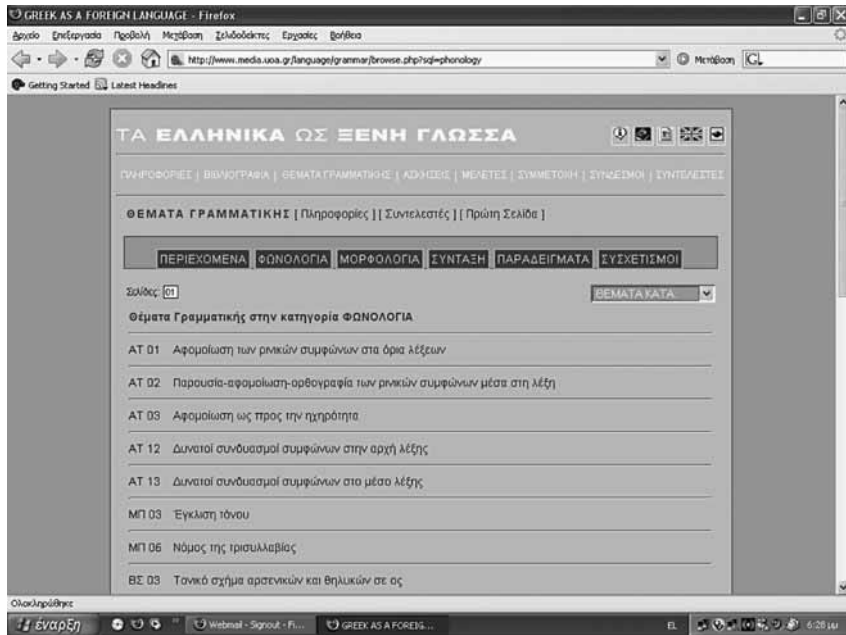 GREEK AS A FOREIGN LANGUAGE - Firefox
Αρχείο Επεξεργασία Προβολή Μετάβαση Σελιδοδείκτες Εργασίες Βοήθεια
http://www.media.uoa.gr/language/grammar/browse.php?sql=phonology Μετάβαση
Getting Started Latest Headlines
ΤΑ ΕΛΛΗΝΙΚΑ ΩΣ ΞΕΝΗ ΓΛΩΣΣΑ
ΠΛΗΡΟΦΟΡΙΕΣ | ΒΙΒΛΙΟΓΡΑΦΙΑ | ΘΕΜΑΤΑ ΓΡΑΜΜΑΤΙΚΗΣ | ΑΣΚΗΣΕΙΣ | ΜΕΛΕΤΕΣ | ΣΥΜΜΕΤΟΧΗ | ΣΥΝΔΕΣΜΟΙ | ΣΥΝΤΕΛΕΣΤΕΣ
ΘΕΜΑΤΑ ΓΡΑΜΜΑΤΙΚΗΣ [ Πληροφορίες ] [ Συντελεστές ] [ Πρώτη Σελίδα ]
ΠΕΡΙΕΧΟΜΕΝΑ ΦΩΝΟΛΟΓΙΑ ΜΟΡΦΟΛΟΓΙΑ ΣΥΝΤΑΞΗ ΠΑΡΑΔΕΙΓΜΑΤΑ ΣΥΣΧΕΤΙΣΜΟΙ
Σελίδες: 01 ΘΕΜΑΤΑ ΚΑΤΑ
Θέματα Γραμματικής στην κατηγορία ΦΩΝΟΛΟΓΙΑ
ΑΤ 01 Αφομοίωση των ρινικών συμφώνων στα όρια λέξεων
ΑΤ 02 Παρουσία-αφομοίωση-ορθογραφία των ρινικών συμφώνων μέσα στη λέξη
ΑΤ 03 Αφομοίωση ως προς την ηχηρότητα
ΑΤ 12 Δυνατοί συνδυασμοί συμφώνων στην αρχή λέξης
ΑΤ 13 Δυνατοί συνδυασμοί συμφώνων στο μέσο λέξης
ΜΠ 03 Έγκλιση τόνου
ΜΠ 06 Νόμος της τρισυλλαβίας
ΒΣ 03 Τονικό σχήμα αρσενικών και θηλυκών σε ος
Ολοκληρώθηκε
έναρξη Webmail - Signout - Fi... GREEK AS A FOREIG... EL 6:28 μμ